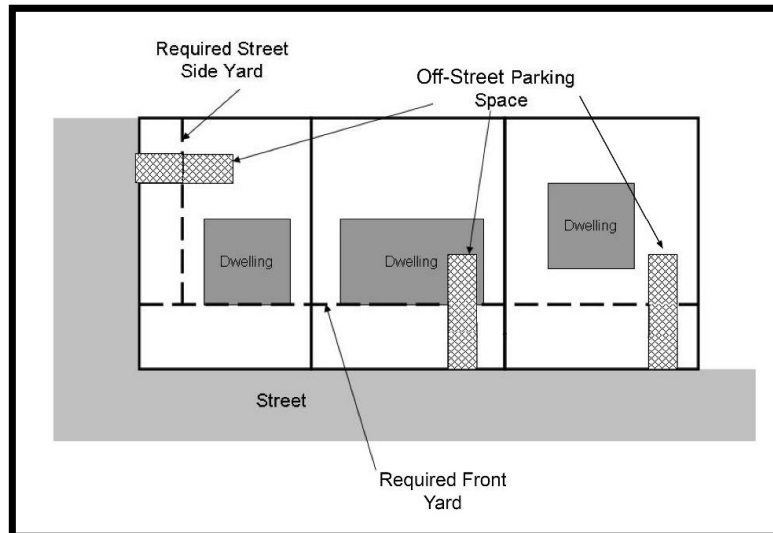 Required Street
Side Yard
Off-Street Parking
Space
Dwelling
Dwelling
Dwelling
Street
Required Front
Yard